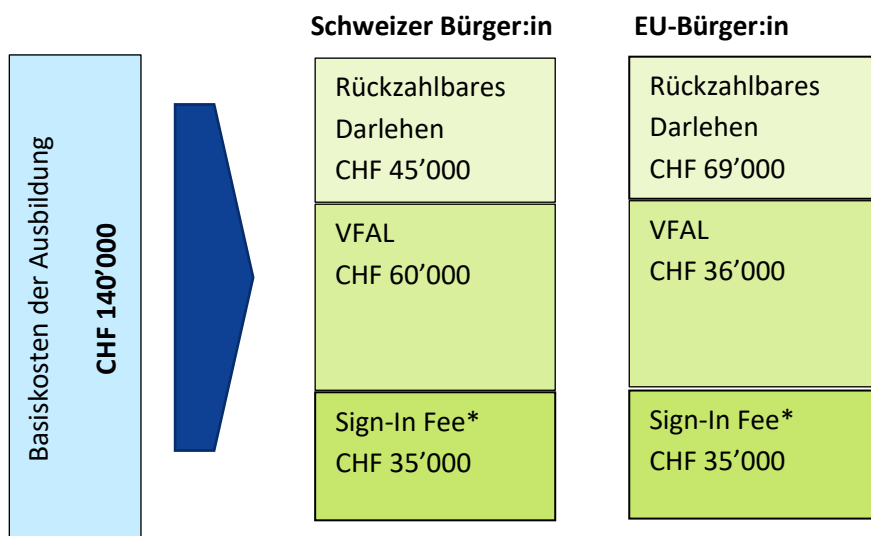 Basiskosten der Ausbildung
CHF 140’000
Schweizer Bürger:in
Rückzahlbares
Darlehen
CHF 45’000
VFAL
CHF 60’000
Sign-In Fee*
CHF 35’000
EU-Bürger:in
Rückzahlbares
Darlehen
CHF 69’000
VFAL
CHF 36’000
Sign-In Fee*
CHF 35’000